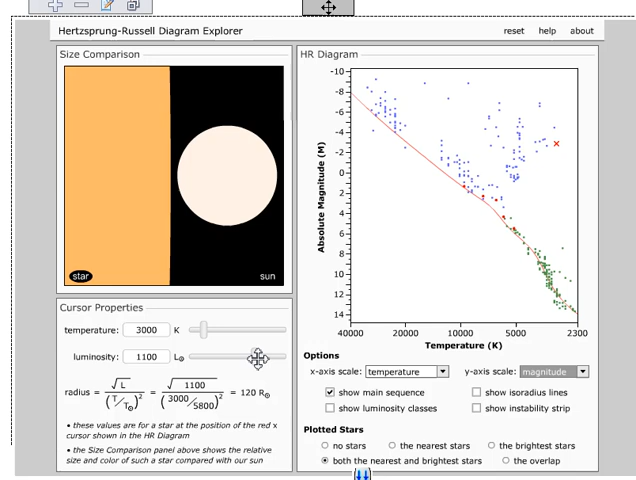 Hertzsprung-Russell Diagram Explorer
reset help about
Size Comparison
star
sun
Cursor Properties
temperature: 3000 K
luminosity: 1100 L⊙
radius = √L / (T/T⊙)² = √1100 / (3000/5800)² = 120 R⊙
• these values are for a star at the position of the red x
cursor shown in the HR Diagram
• the Size Comparison panel above shows the relative
size and color of such a star compared with our sun
HR Diagram
Absolute Magnitude (M)
-10
-8
-6
-4
-2
0
2
4
6
8
10
12
14
40000 20000 10000 5000 2300
Temperature (K)
Options
x-axis scale: temperature y-axis scale: magnitude
show main sequence show isoradius lines
show luminosity classes show instability strip
Plotted Stars
no stars the nearest stars the brightest stars
both the nearest and brightest stars the overlap